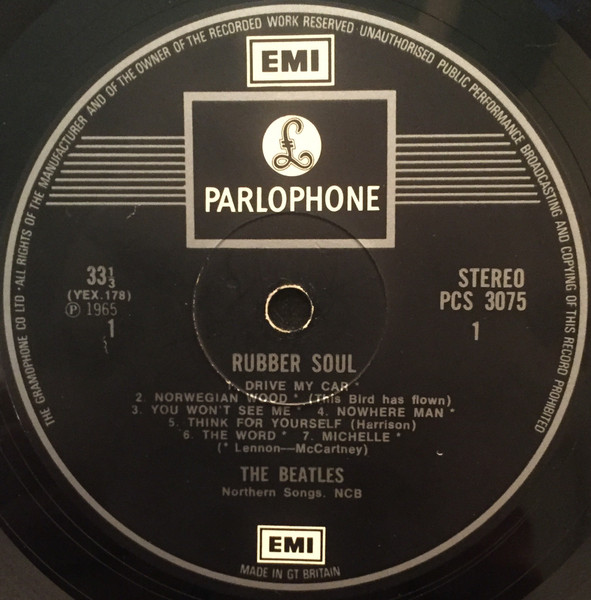 THE GRAMOPHONE CO LTD · ALL RIGHTS OF THE MANUFACTURER AND OF THE OWNER OF THE RECORDED WORK RESERVED UNAUTHORISED PUBLIC PERFORMANCE BROADCASTING AND COPYING OF THIS RECORD PROHIBITED
EMI
£
PARLOPHONE
33⅓
(YEX.178)
Ⓟ 1965
1
STEREO
PCS 3075
1
RUBBER SOUL
1. DRIVE MY CAR *
2. NORWEGIAN WOOD * (This Bird has flown)
3. YOU WON'T SEE ME * 4. NOWHERE MAN *
5. THINK FOR YOURSELF (Harrison)
6. THE WORD * 7. MICHELLE *
(* Lennon—McCartney)
THE BEATLES
Northern Songs. NCB
EMI
MADE IN GT BRITAIN